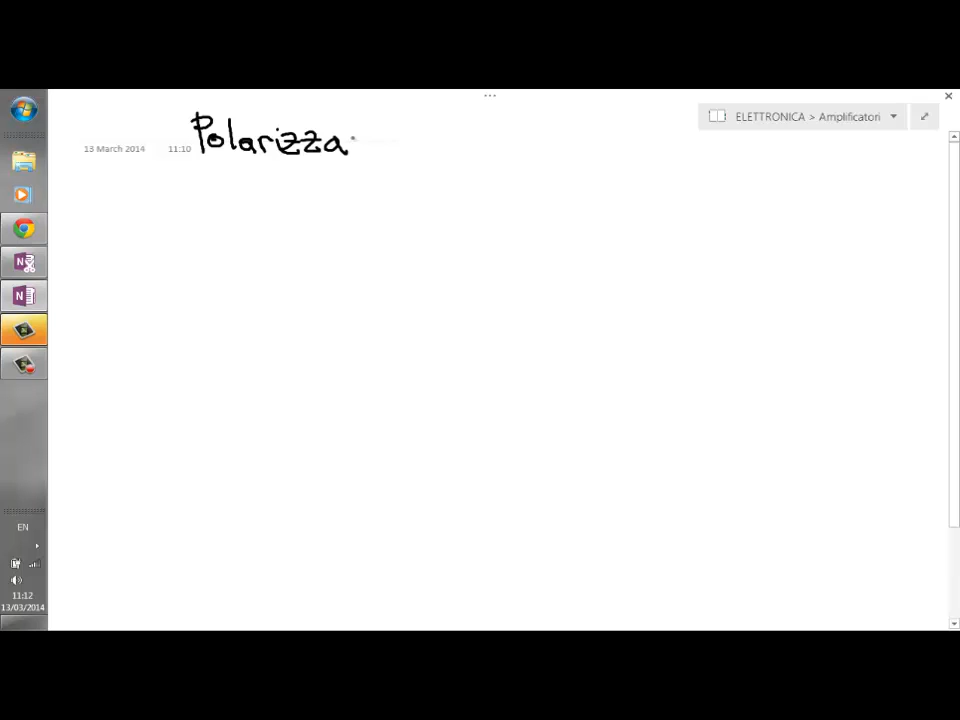 ELETTRONICA > Amplificatori
Polarizza
13 March 2014 11:10
EN
11:12
13/03/2014